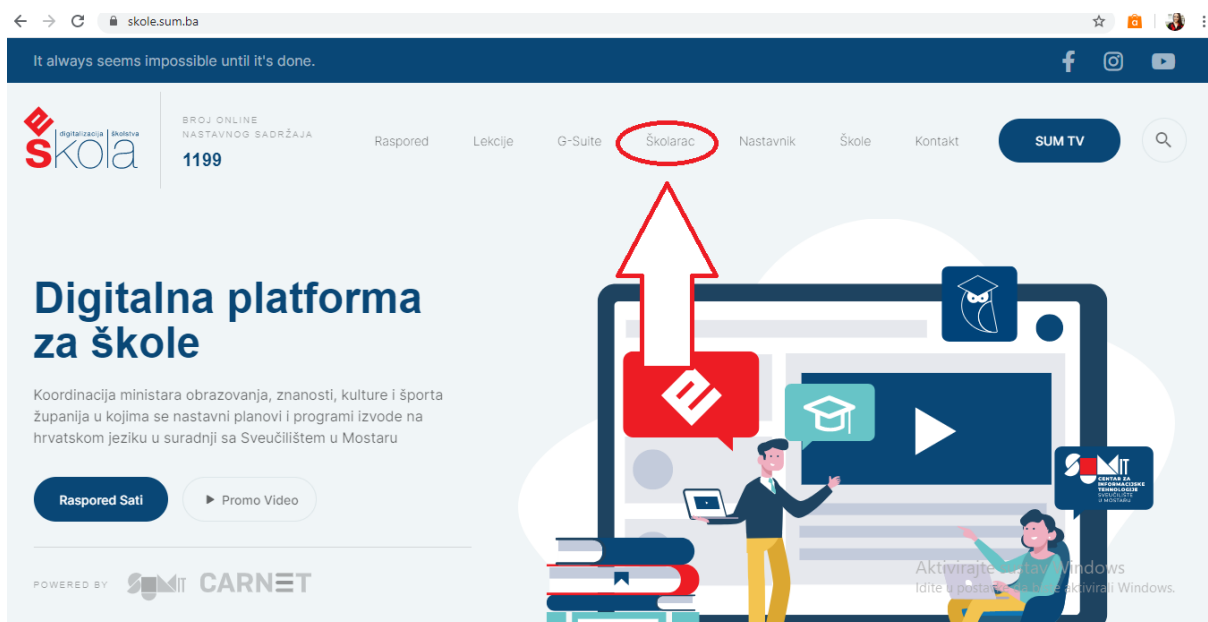 skole.sum.ba
It always seems impossible until it's done.
eškola
digitalizacija školstva
BROJ ONLINE
NASTAVNOG SADRŽAJA
1199
Raspored Lekcije G-Suite Školarac Nastavnik Škole Kontakt SUM TV
Digitalna platforma
za škole
Koordinacija ministara obrazovanja, znanosti, kulture i športa
županija u kojima se nastavni planovi i programi izvode na
hrvatskom jeziku u suradnji sa Sveučilištem u Mostaru
Raspored Sati Promo Video
SUMIT
CENTAR ZA
INFORMACIJSKE
TEHNOLOGIJE
SVEUČILIŠTE
U MOSTARU
POWERED BY SUMIT CARNET
Aktivirajte Windows
Idite u aktivirali Windows.